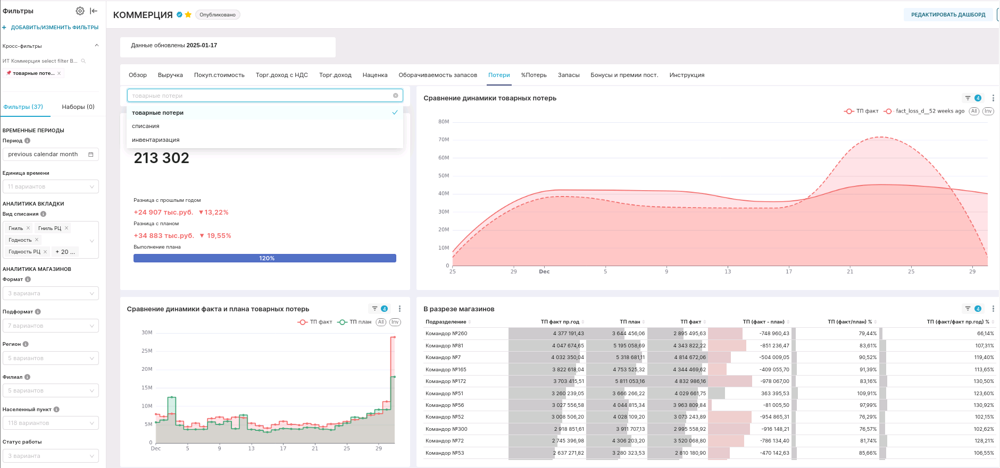 Фильтры
+ ДОБАВИТЬ/ИЗМЕНИТЬ ФИЛЬТРЫ
Кросс-фильтры
ИТ Коммерция select filter В...
товарные поте...
Фильтры (37)
Наборы (0)
ВРЕМЕННЫЕ ПЕРИОДЫ
Период
previous calendar month
Единица времени
11 вариантов
АНАЛИТИКА ВКЛАДКИ
Вид списания
Гниль
Гниль РЦ
Годность
Годность РЦ
+ 20 ...
АНАЛИТИКА МАГАЗИНОВ
Формат
3 варианта
Подформат
7 вариантов
Регион
5 вариантов
Филиал
5 вариантов
Населенный пункт
118 вариантов
Статус работы
3 варианта
КОММЕРЦИЯ
Опубликовано
РЕДАКТИРОВАТЬ ДАШБОРД
Данные обновлены 2025-01-17
Обзор Выручка Покуп.стоимость Торг.доход с НДС Торг.доход Наценка Оборачиваемость запасов Потери %Потерь Запасы Бонусы и премии пост. Инструкция
товарные потери
товарные потери
списания
инвентаризация
213 302
Разница с прошлым годом
+24 907 тыс.руб. ▼13,22%
Разница с планом
+34 883 тыс.руб. ▼ 19,55%
Выполнение плана
120%
Сравнение динамики товарных потерь
4
ТП факт fact_loss_d__52 weeks ago All Inv
80M
70M
60M
50M
40M
30M
20M
10M
0
25 29 Dec 5 9 13 17 21 25 29
Сравнение динамики факта и плана товарных потерь
4
ТП факт ТП план All Inv
30M
25M
20M
15M
10M
5M
0
Dec 5 9 13 17 21 25 29
В разрезе магазинов
4
Подразделение ТП факт пр.год ТП план ТП факт ТП (факт - план) ТП (факт/план) % ТП (факт/факт пр.год) %
Командор №260 4 377 191,43 3 644 456,06 2 895 495,63 -748 960,43 79,44% 66,14%
Командор №81 4 047 674,65 5 195 058,69 4 343 822,22 -851 236,47 83,61% 107,31%
Командор №7 4 032 350,04 5 318 681,11 4 814 672,06 -504 009,05 90,52% 119,40%
Командор №165 3 822 618,04 4 753 525,32 4 344 469,62 -409 055,70 91,39% 113,65%
Командор №172 3 703 415,51 5 811 053,16 4 832 986,16 -978 067,00 83,16% 130,50%
Командор №51 3 260 239,05 3 666 266,22 4 029 661,75 363 395,53 109,91% 123,60%
Командор №56 3 027 556,58 4 044 815,34 3 963 809,84 -81 005,50 97,99% 130,92%
Командор №52 3 008 506,20 4 028 109,20 3 073 243,89 -954 865,31 76,29% 102,15%
Командор №300 2 918 851,61 3 911 707,13 2 995 558,92 -916 148,21 76,57% 102,62%
Командор №72 2 745 396,98 4 306 203,20 3 520 068,80 -786 134,40 81,74% 128,21%
Командор №53 2 637 271,82 3 280 323,53 2 810 180,90 -470 142,63 85,66% 106,55%